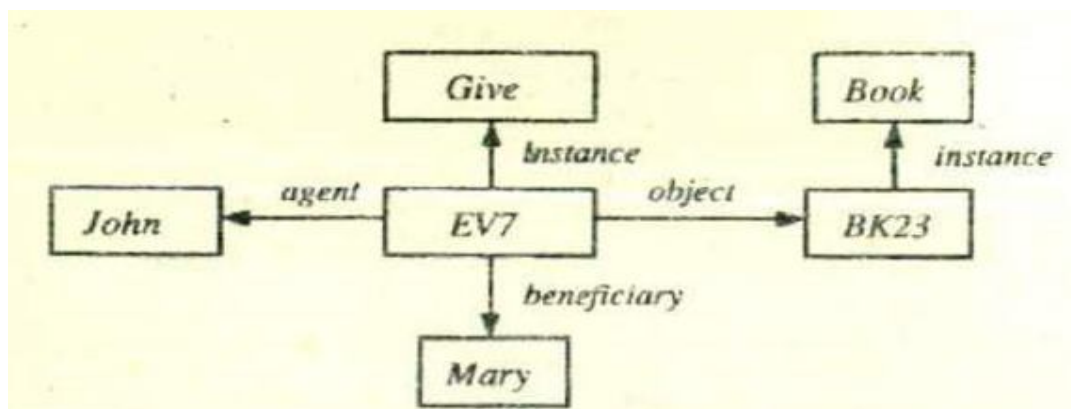 Give
Book
Instance
instance
agent
object
John
EV7
BK23
beneficiary
Mary